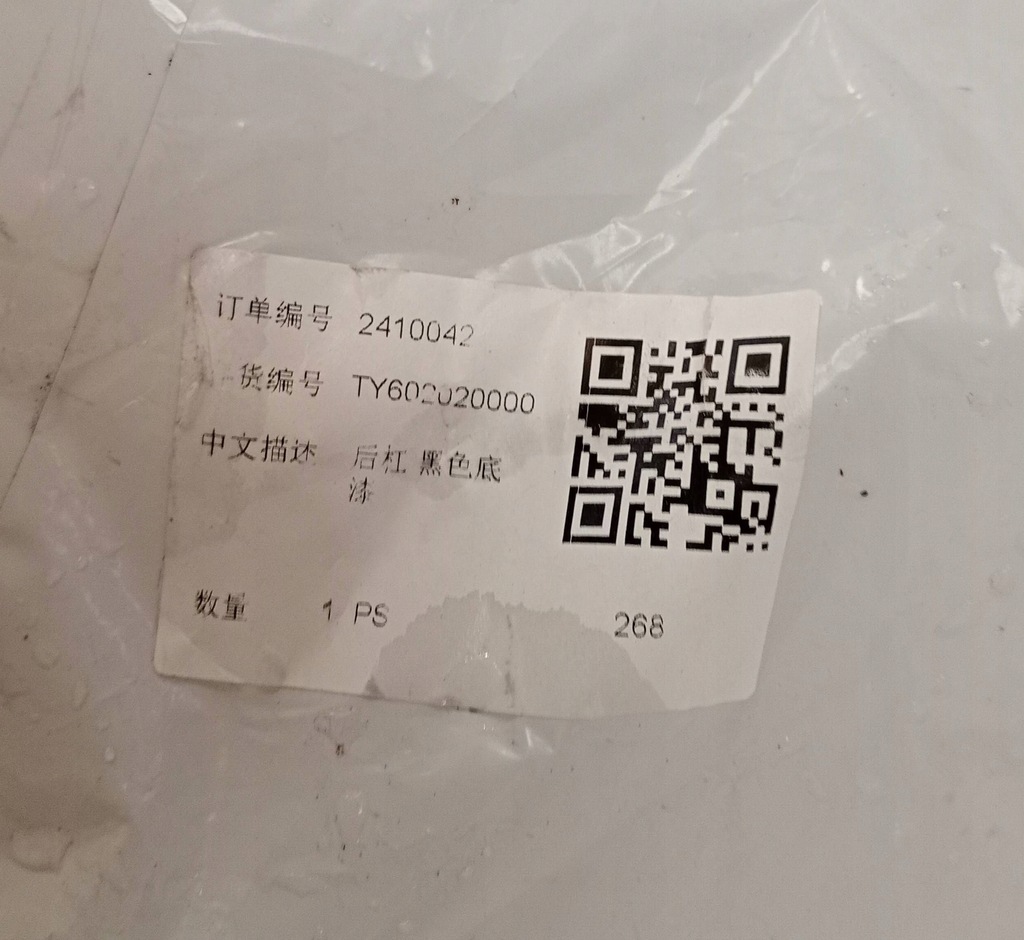 订单编号 2410042
货编号 TY602020000
中文描述 后杠 黑色底
漆
数量 1 PS 268